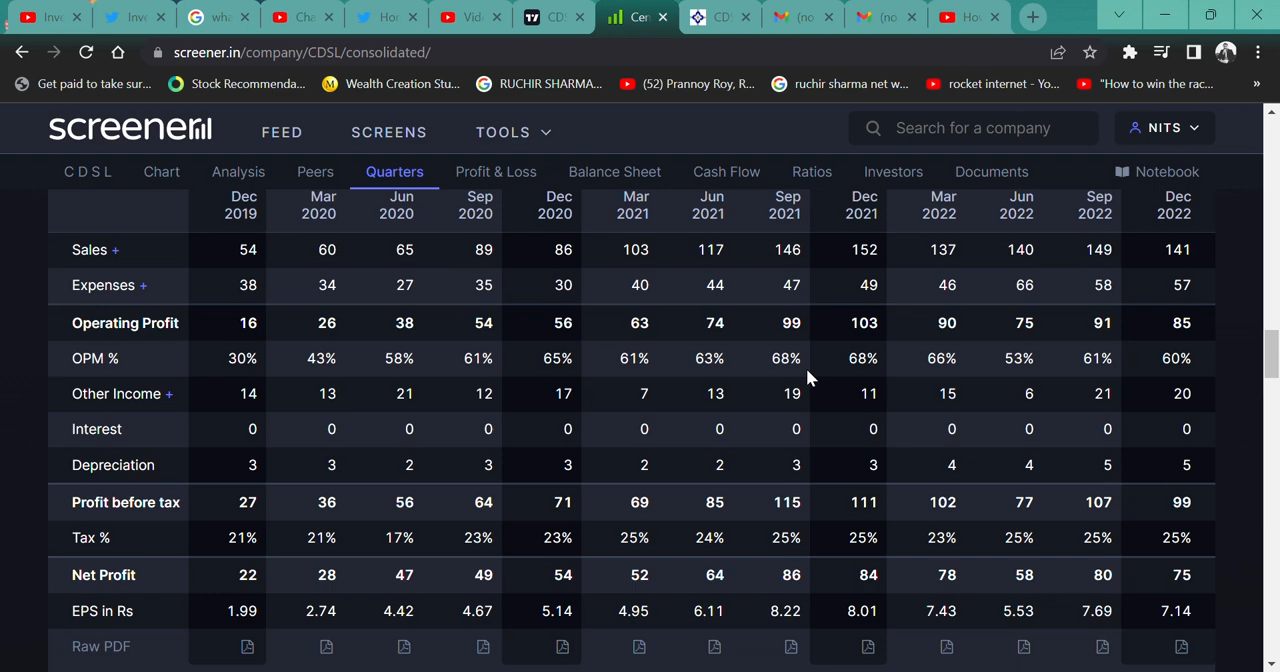 Inve
Inve
wha
Cha
Hor
Vide
CDS
Cer
CDS
(no
(no
Hov
screener.in/company/CDSL/consolidated/
Get paid to take sur... Stock Recommenda... Wealth Creation Stu... RUCHIR SHARMA... (52) Prannoy Roy, R... ruchir sharma net w... rocket internet - Yo... "How to win the rac... »
screener FEED SCREENS TOOLS Search for a company NITS
C D S L Chart Analysis Peers Quarters Profit & Loss Balance Sheet Cash Flow Ratios Investors Documents Notebook
Dec Mar Jun Sep Dec Mar Jun Sep Dec Mar Jun Sep Dec
2019 2020 2020 2020 2020 2021 2021 2021 2021 2022 2022 2022 2022
Sales + 54 60 65 89 86 103 117 146 152 137 140 149 141
Expenses + 38 34 27 35 30 40 44 47 49 46 66 58 57
Operating Profit 16 26 38 54 56 63 74 99 103 90 75 91 85
OPM % 30% 43% 58% 61% 65% 61% 63% 68% 68% 66% 53% 61% 60%
Other Income + 14 13 21 12 17 7 13 19 11 15 6 21 20
Interest 0 0 0 0 0 0 0 0 0 0 0 0 0
Depreciation 3 3 2 3 3 2 2 3 3 4 4 5 5
Profit before tax 27 36 56 64 71 69 85 115 111 102 77 107 99
Tax % 21% 21% 17% 23% 23% 25% 24% 25% 25% 23% 25% 25% 25%
Net Profit 22 28 47 49 54 52 64 86 84 78 58 80 75
EPS in Rs 1.99 2.74 4.42 4.67 5.14 4.95 6.11 8.22 8.01 7.43 5.53 7.69 7.14
Raw PDF